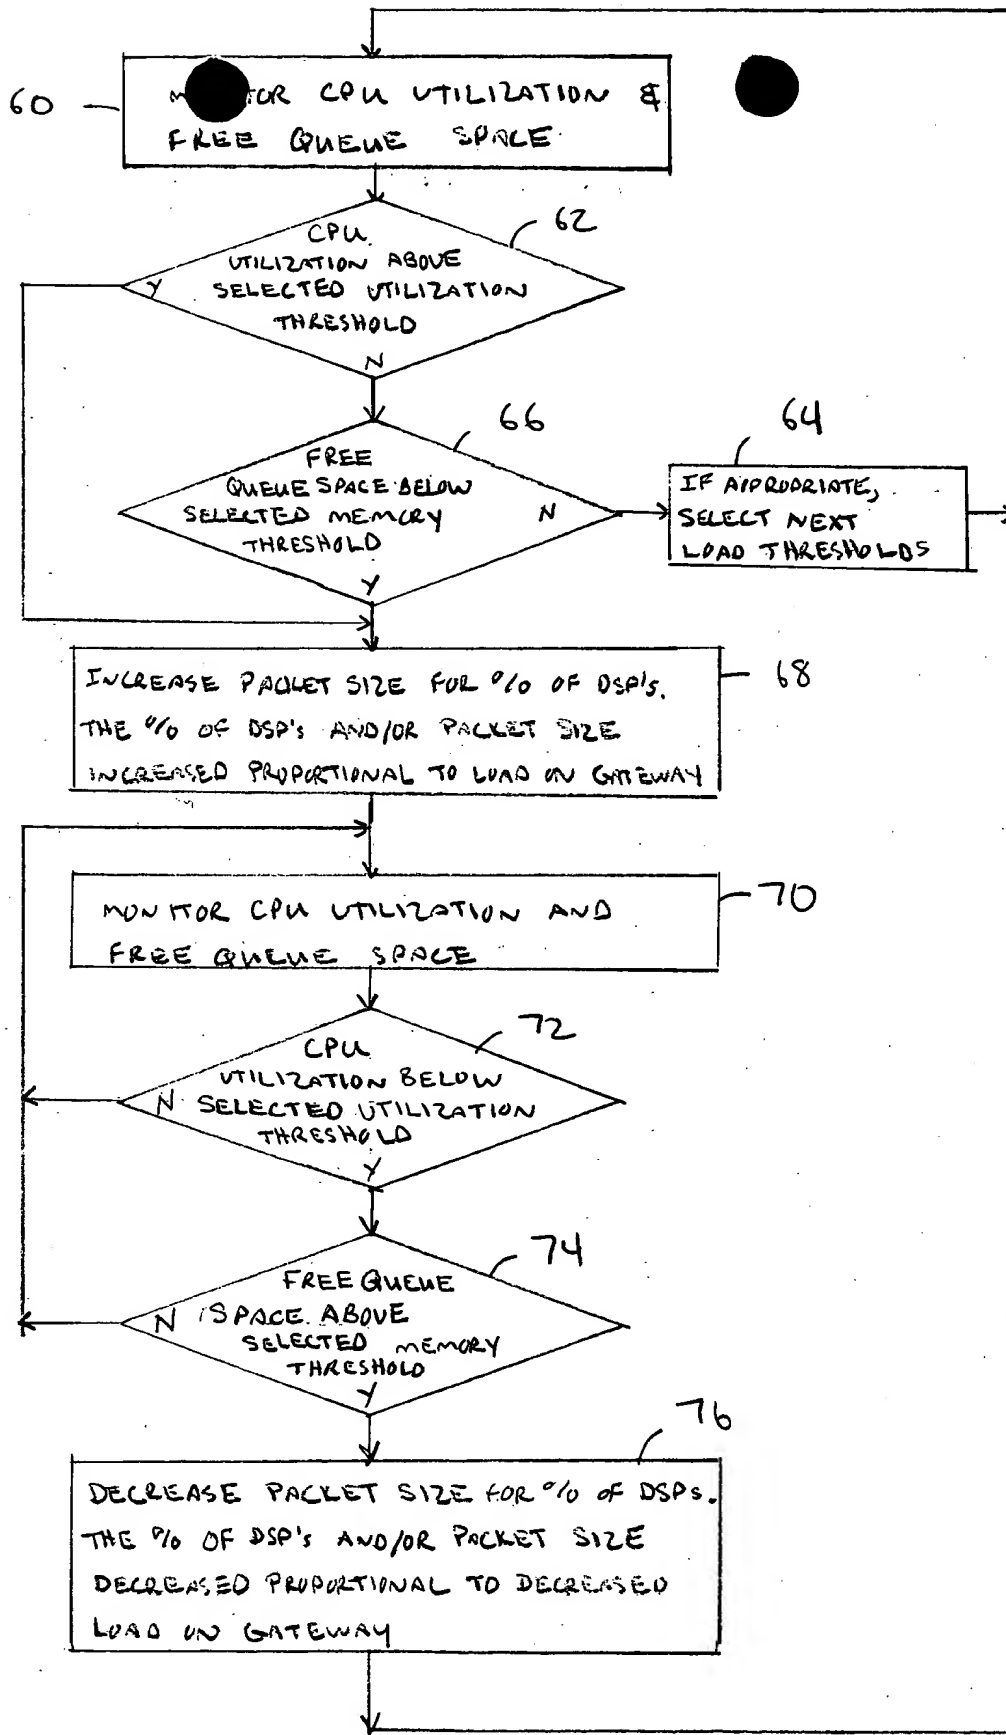 60
CPU UTILIZATION &
FREE QUEUE SPACE
62
CPU
UTILIZATION ABOVE
SELECTED UTILIZATION
THRESHOLD
Y
N
66
FREE
QUEUE SPACE BELOW
SELECTED MEMORY
THRESHOLD
N
Y
64
IF APPROPRIATE,
SELECT NEXT
LOAD THRESHOLDS
68
INCREASE PACKET SIZE FOR % OF DSP's.
THE % OF DSP's AND/OR PACKET SIZE
INCREASED PROPORTIONAL TO LOAD ON GATEWAY
70
MONITOR CPU UTILIZATION AND
FREE QUEUE SPACE
72
CPU
UTILIZATION BELOW
SELECTED UTILIZATION
THRESHOLD
N
Y
74
FREE QUEUE
SPACE ABOVE
SELECTED MEMORY
THRESHOLD
N
Y
76
DECREASE PACKET SIZE FOR % OF DSPs.
THE % OF DSP's AND/OR PACKET SIZE
DECREASED PROPORTIONAL TO DECREASED
LOAD ON GATEWAY